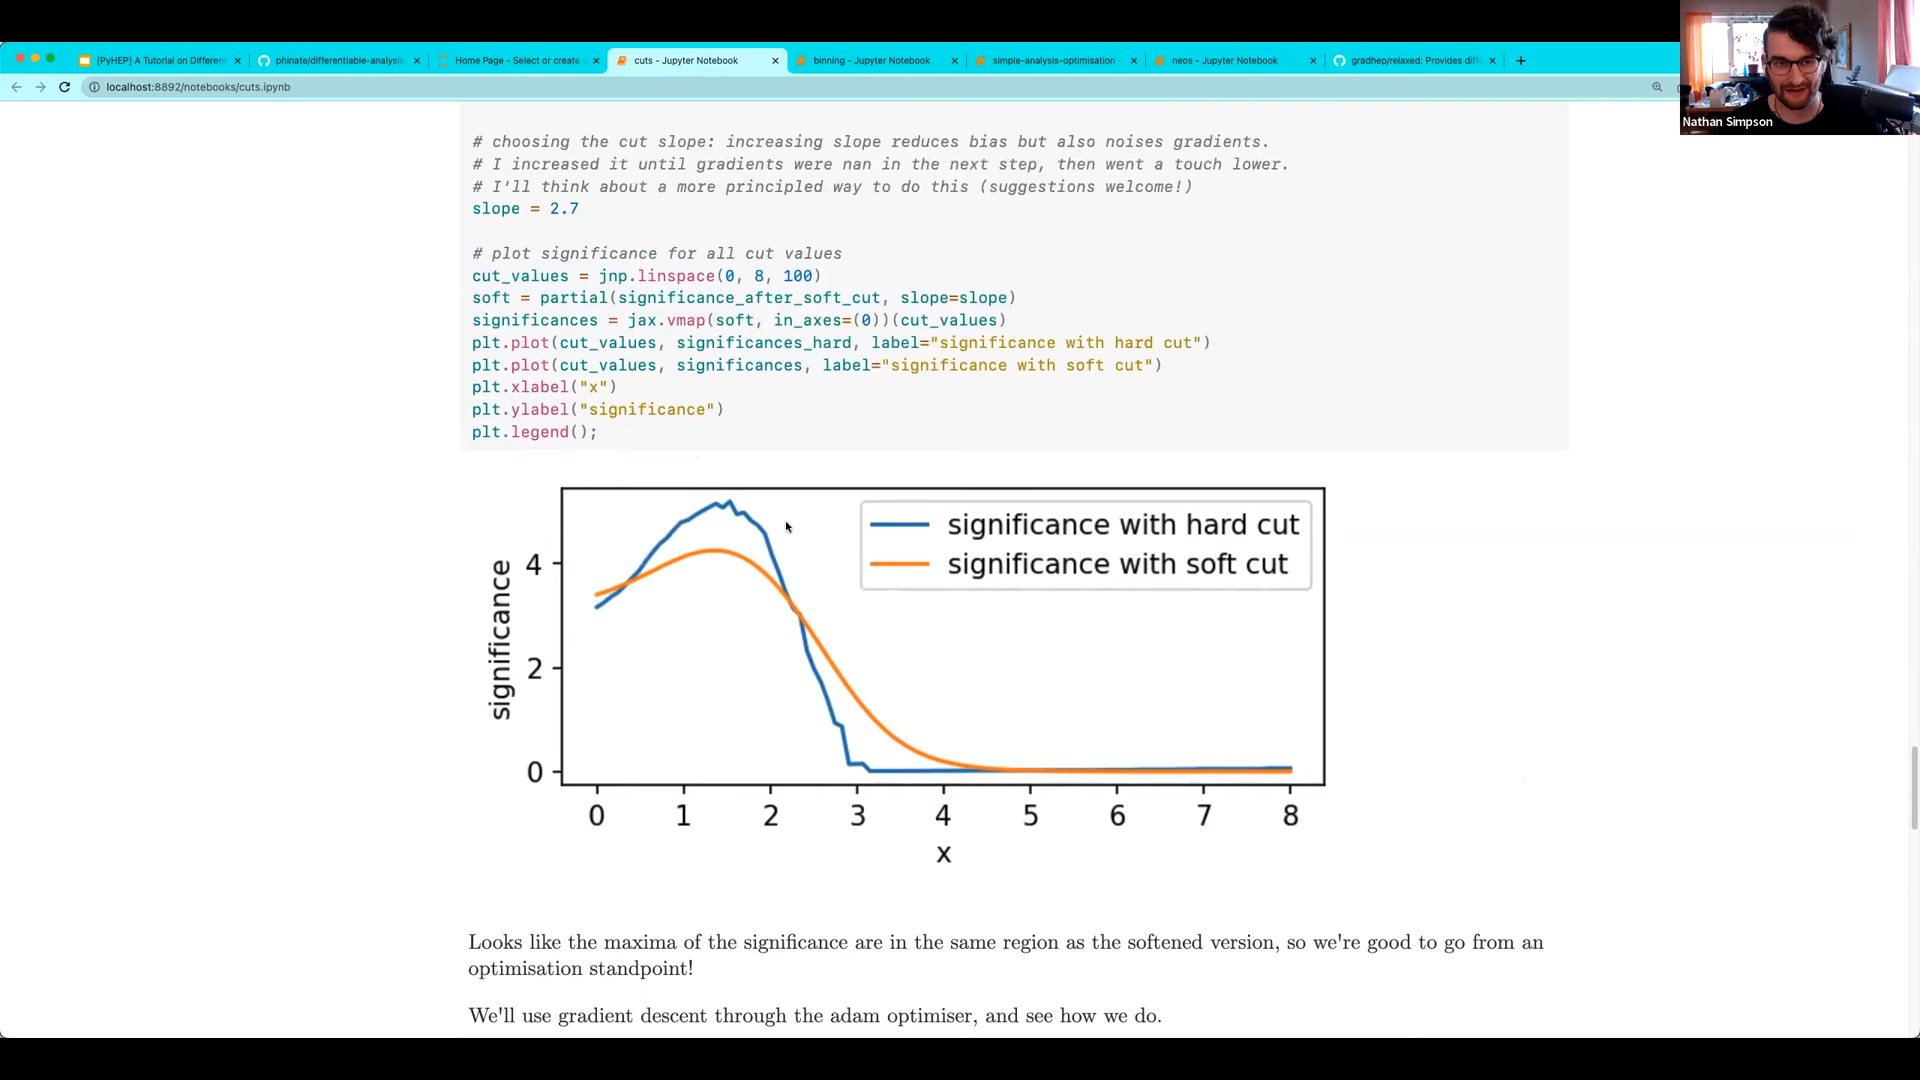 [PyHEP] A Tutorial on Differen
phinate/differentiable-analysis
Home Page - Select or create
cuts - Jupyter Notebook
binning - Jupyter Notebook
simple-analysis-optimisation -
neos - Jupyter Notebook
gradhep/relaxed: Provides diff
localhost:8892/notebooks/cuts.ipynb
Nathan Simpson
# choosing the cut slope: increasing slope reduces bias but also noises gradients.
# I increased it until gradients were nan in the next step, then went a touch lower.
# I'll think about a more principled way to do this (suggestions welcome!)
slope = 2.7
# plot significance for all cut values
cut_values = jnp.linspace(0, 8, 100)
soft = partial(significance_after_soft_cut, slope=slope)
significances = jax.vmap(soft, in_axes=(0))(cut_values)
plt.plot(cut_values, significances_hard, label="significance with hard cut")
plt.plot(cut_values, significances, label="significance with soft cut")
plt.xlabel("x")
plt.ylabel("significance")
plt.legend();
significance with hard cut
significance with soft cut
significance
4
2
0
0 1 2 3 4 5 6 7 8
x
Looks like the maxima of the significance are in the same region as the softened version, so we're good to go from an
optimisation standpoint!
We'll use gradient descent through the adam optimiser, and see how we do.